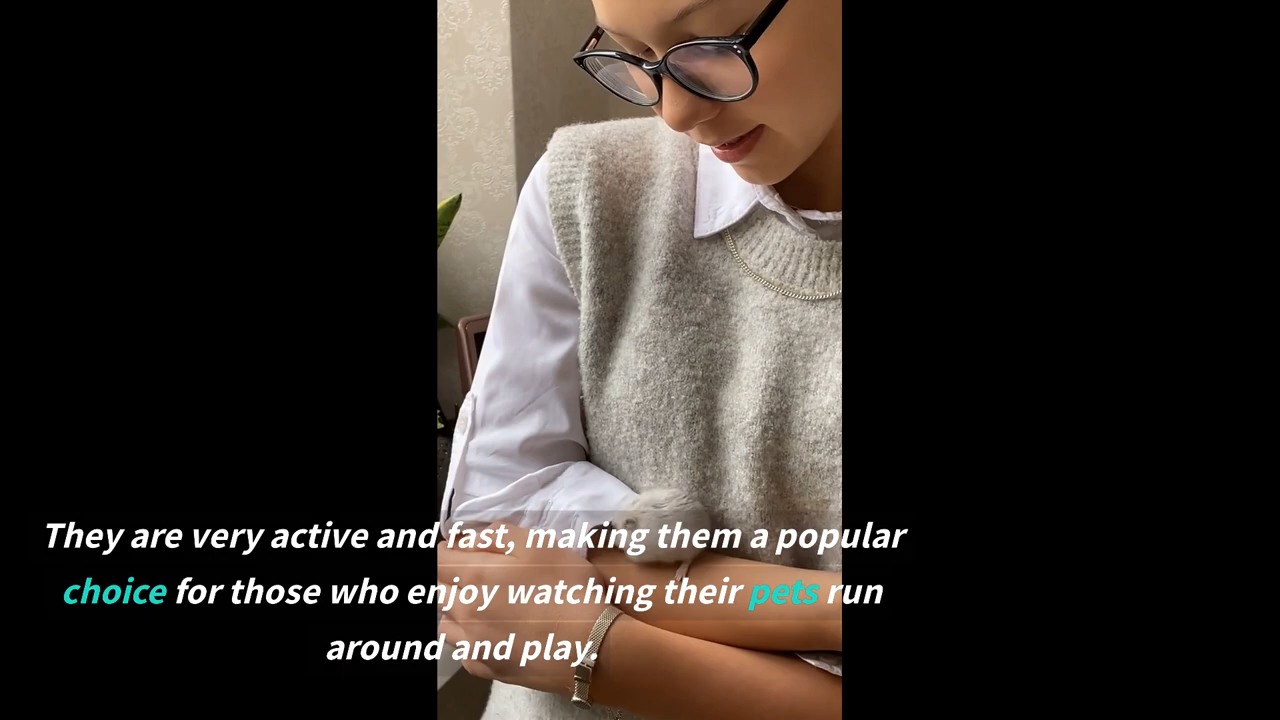 They are very active and fast, making them a popular
choice for those who enjoy watching their pets run
around and play.